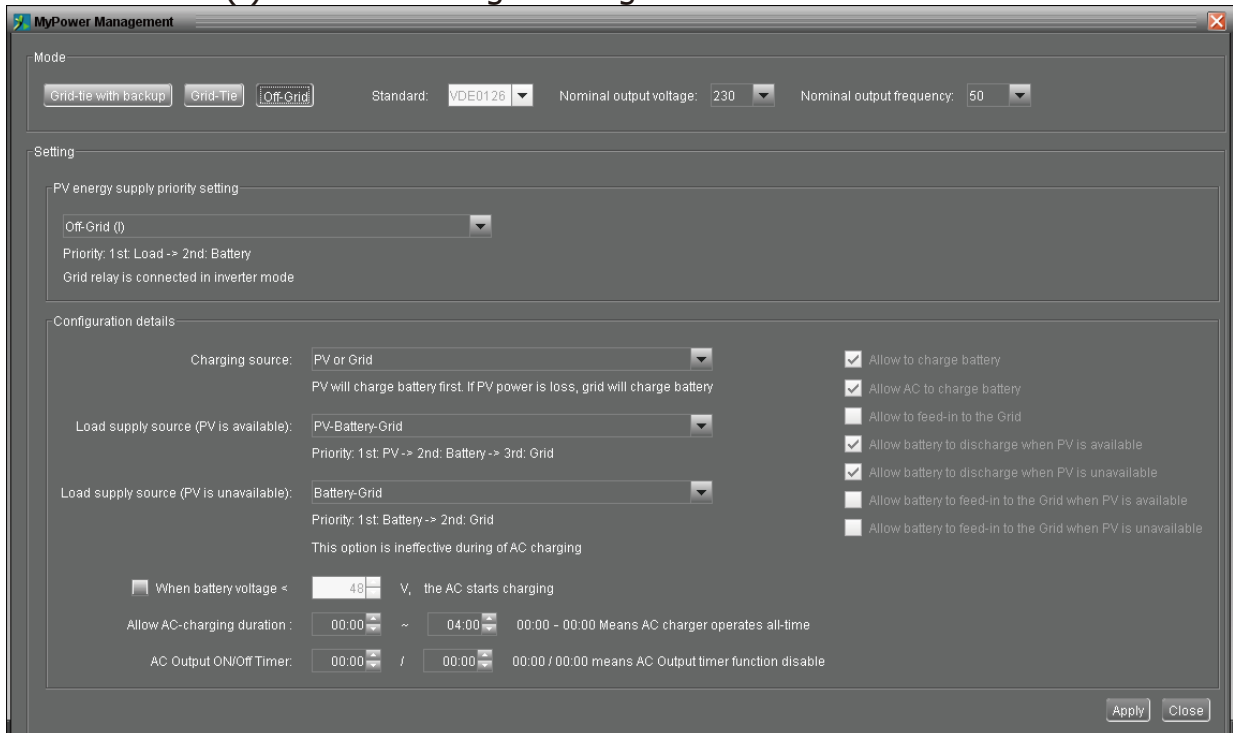 MyPower Management
Mode
Grid-tie with backup Grid-Tie Off-Grid Standard: VDE0126 Nominal output voltage: 230 Nominal output frequency: 50
Setting
PV energy supply priority setting
Off-Grid (I)
Priority: 1st: Load -> 2nd: Battery
Grid relay is connected in inverter mode
Configuration details
Charging source: PV or Grid
PV will charge battery first. If PV power is loss, grid will charge battery
Load supply source (PV is available): PV-Battery-Grid
Priority: 1st: PV -> 2nd: Battery -> 3rd: Grid
Load supply source (PV is unavailable): Battery-Grid
Priority: 1st: Battery -> 2nd: Grid
This option is ineffective during of AC charging
When battery voltage < 48 V, the AC starts charging
Allow AC-charging duration : 00:00 ~ 04:00 00:00 - 00:00 Means AC charger operates all-time
AC Output ON/Off Timer: 00:00 / 00:00 00:00 / 00:00 means AC Output timer function disable
Allow to charge battery
Allow AC to charge battery
Allow to feed-in to the Grid
Allow battery to discharge when PV is available
Allow battery to discharge when PV is unavailable
Allow battery to feed-in to the Grid when PV is available
Allow battery to feed-in to the Grid when PV is unavailable
Apply Close